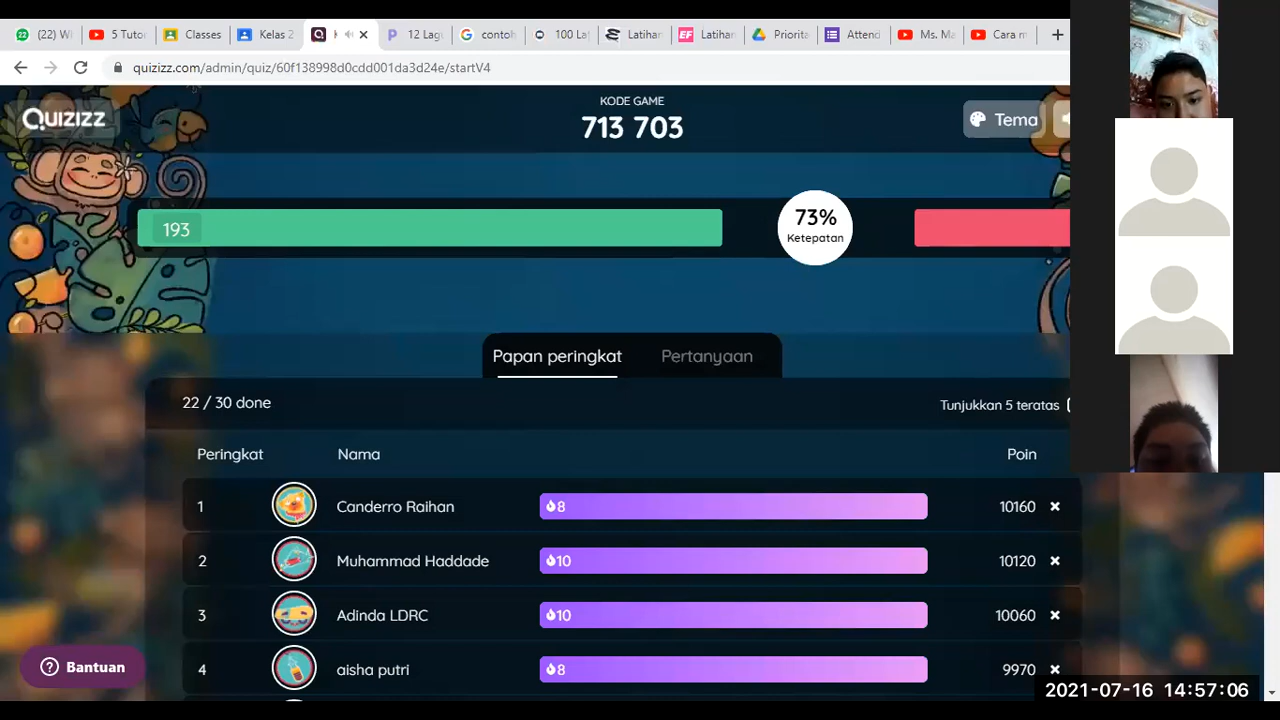 (22) W
5 Tutor
Classes
Kelas 2
12 Lagu
contoh
100 La
Latihan
EF Latihan
Priorita
Attend
Ms. Ma
Cara m
quizizz.com/admin/quiz/60f138998d0cdd001da3d24e/startV4
Quizizz
KODE GAME
713 703
Tema
193
73%
Ketepatan
Papan peringkat Pertanyaan
22 / 30 done
Tunjukkan 5 teratas
Peringkat Nama Poin
1 Canderro Raihan 8 10160
2 Muhammad Haddade 10 10120
3 Adinda LDRC 10 10060
4 aisha putri 8 9970
Bantuan
2021-07-16 14:57:06